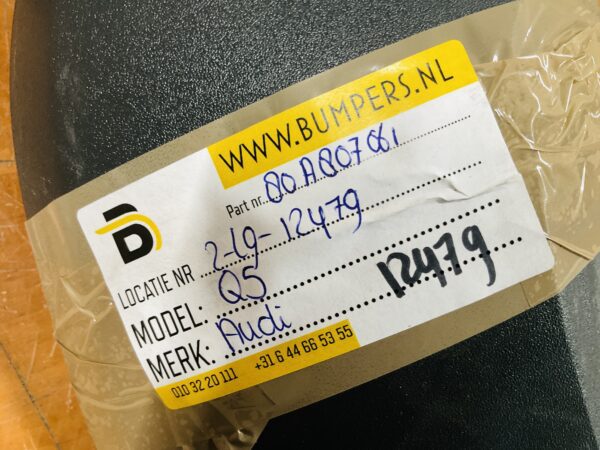 WWW.BUMPERS.NL
Part nr. 80A807061
LOCATIE NR 2-L9-12479
MODEL: Q5
MERK: Audi
12479
010 32 20 111 +31 6 44 66 53 55